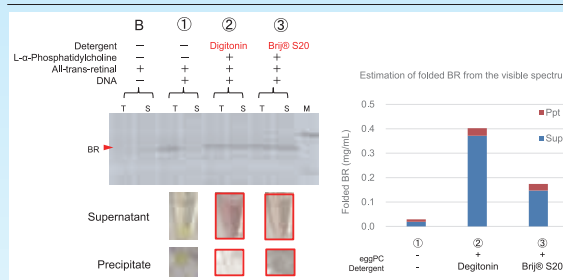 B ① ② ③
Detergent – – Digitonin Brij® S20
L-α-Phosphatidylcholine – – + +
All-trans-retinal + + + +
DNA – + + +
T S T S T S T S M
BR
Supernatant
Precipitate
Estimation of folded BR from the visible spectru
Folded BR (mg/mL)
0.5
0.4
0.3
0.2
0.1
0.0
Ppt
Sup
① ② ③
eggPC - + +
Detergent - Degitonin Brij® S20